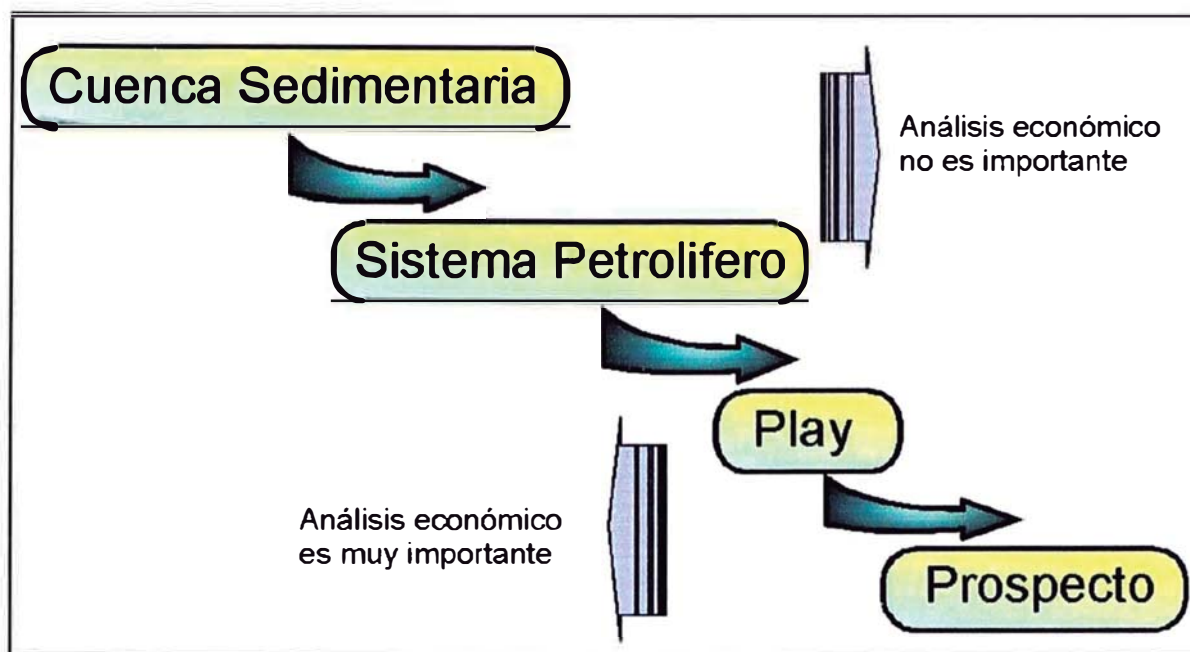 Cuenca Sedimentaria
Análisis económico
no es importante
Sistema Petrolifero
Play
Análisis económico
es muy importante
Prospecto